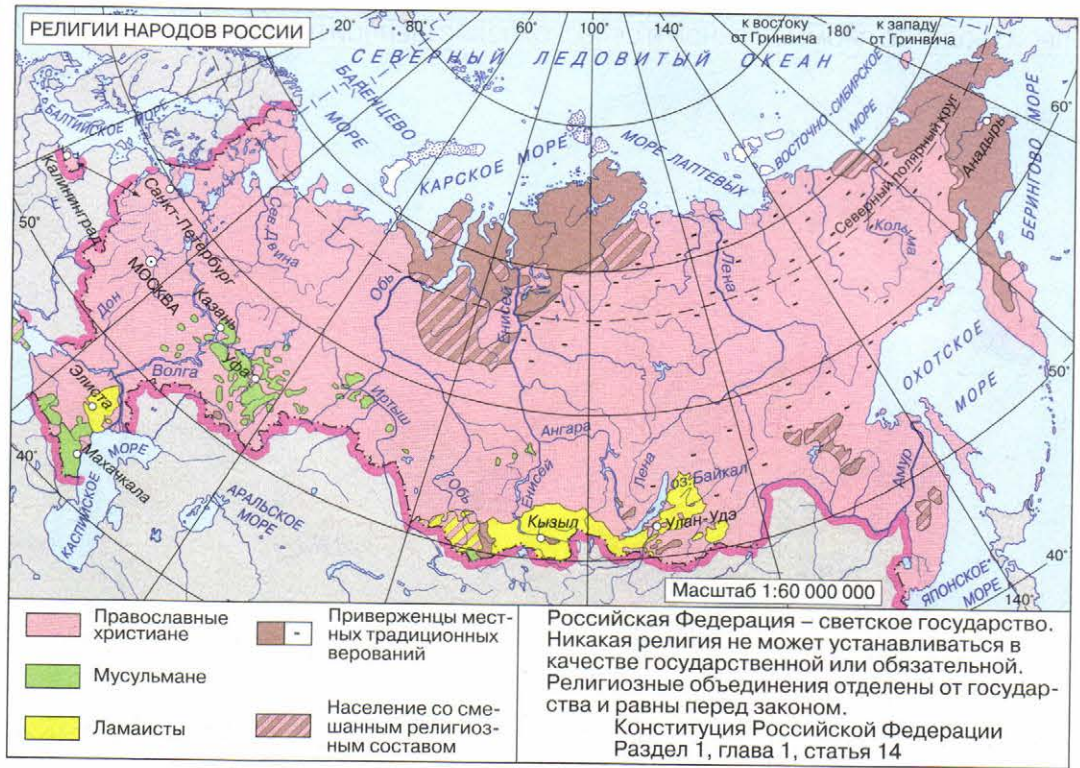 РЕЛИГИИ НАРОДОВ РОССИИ
20° 80° 60° 100° 140° 180°
к востоку
от Гринвича
к западу
от Гринвича
СЕВЕРНЫЙ ЛЕДОВИТЫЙ ОКЕАН
БАРЕНЦЕВО
МОРЕ
БАЛТИЙСКОЕ МОРЕ
КАРСКОЕ МОРЕ
МОРЕ ЛАПТЕВЫХ
ВОСТОЧНО-СИБИРСКОЕ
МОРЕ
БЕРИНГОВО МОРЕ
60°
Северный полярный круг
Анадырь
Калининград
Санкт-Петербург
Сев. Двина
50°
МОСКВА
Дон
Казань
Обь
Енисей
Лена
Колыма
Уфа
Волга
Элиста
Иртыш
Ангара
ОХОТСКОЕ
МОРЕ
50°
40°
Махачкала
МОРЕ
КАСПИЙСКОЕ
АРАЛЬСКОЕ
МОРЕ
Обь
Енисей
Лена
оз. Байкал
Кызыл
Улан-Удэ
Амур
40°
ЯПОНСКОЕ
МОРЕ
140°
Масштаб 1:60 000 000
Православные
христиане
Мусульмане
Ламаисты
Приверженцы мест-
ных традиционных
верований
Население со сме-
шанным религиоз-
ным составом
Российская Федерация – светское государство.
Никакая религия не может устанавливаться в
качестве государственной или обязательной.
Религиозные объединения отделены от государ-
ства и равны перед законом.
Конституция Российской Федерации
Раздел 1, глава 1, статья 14